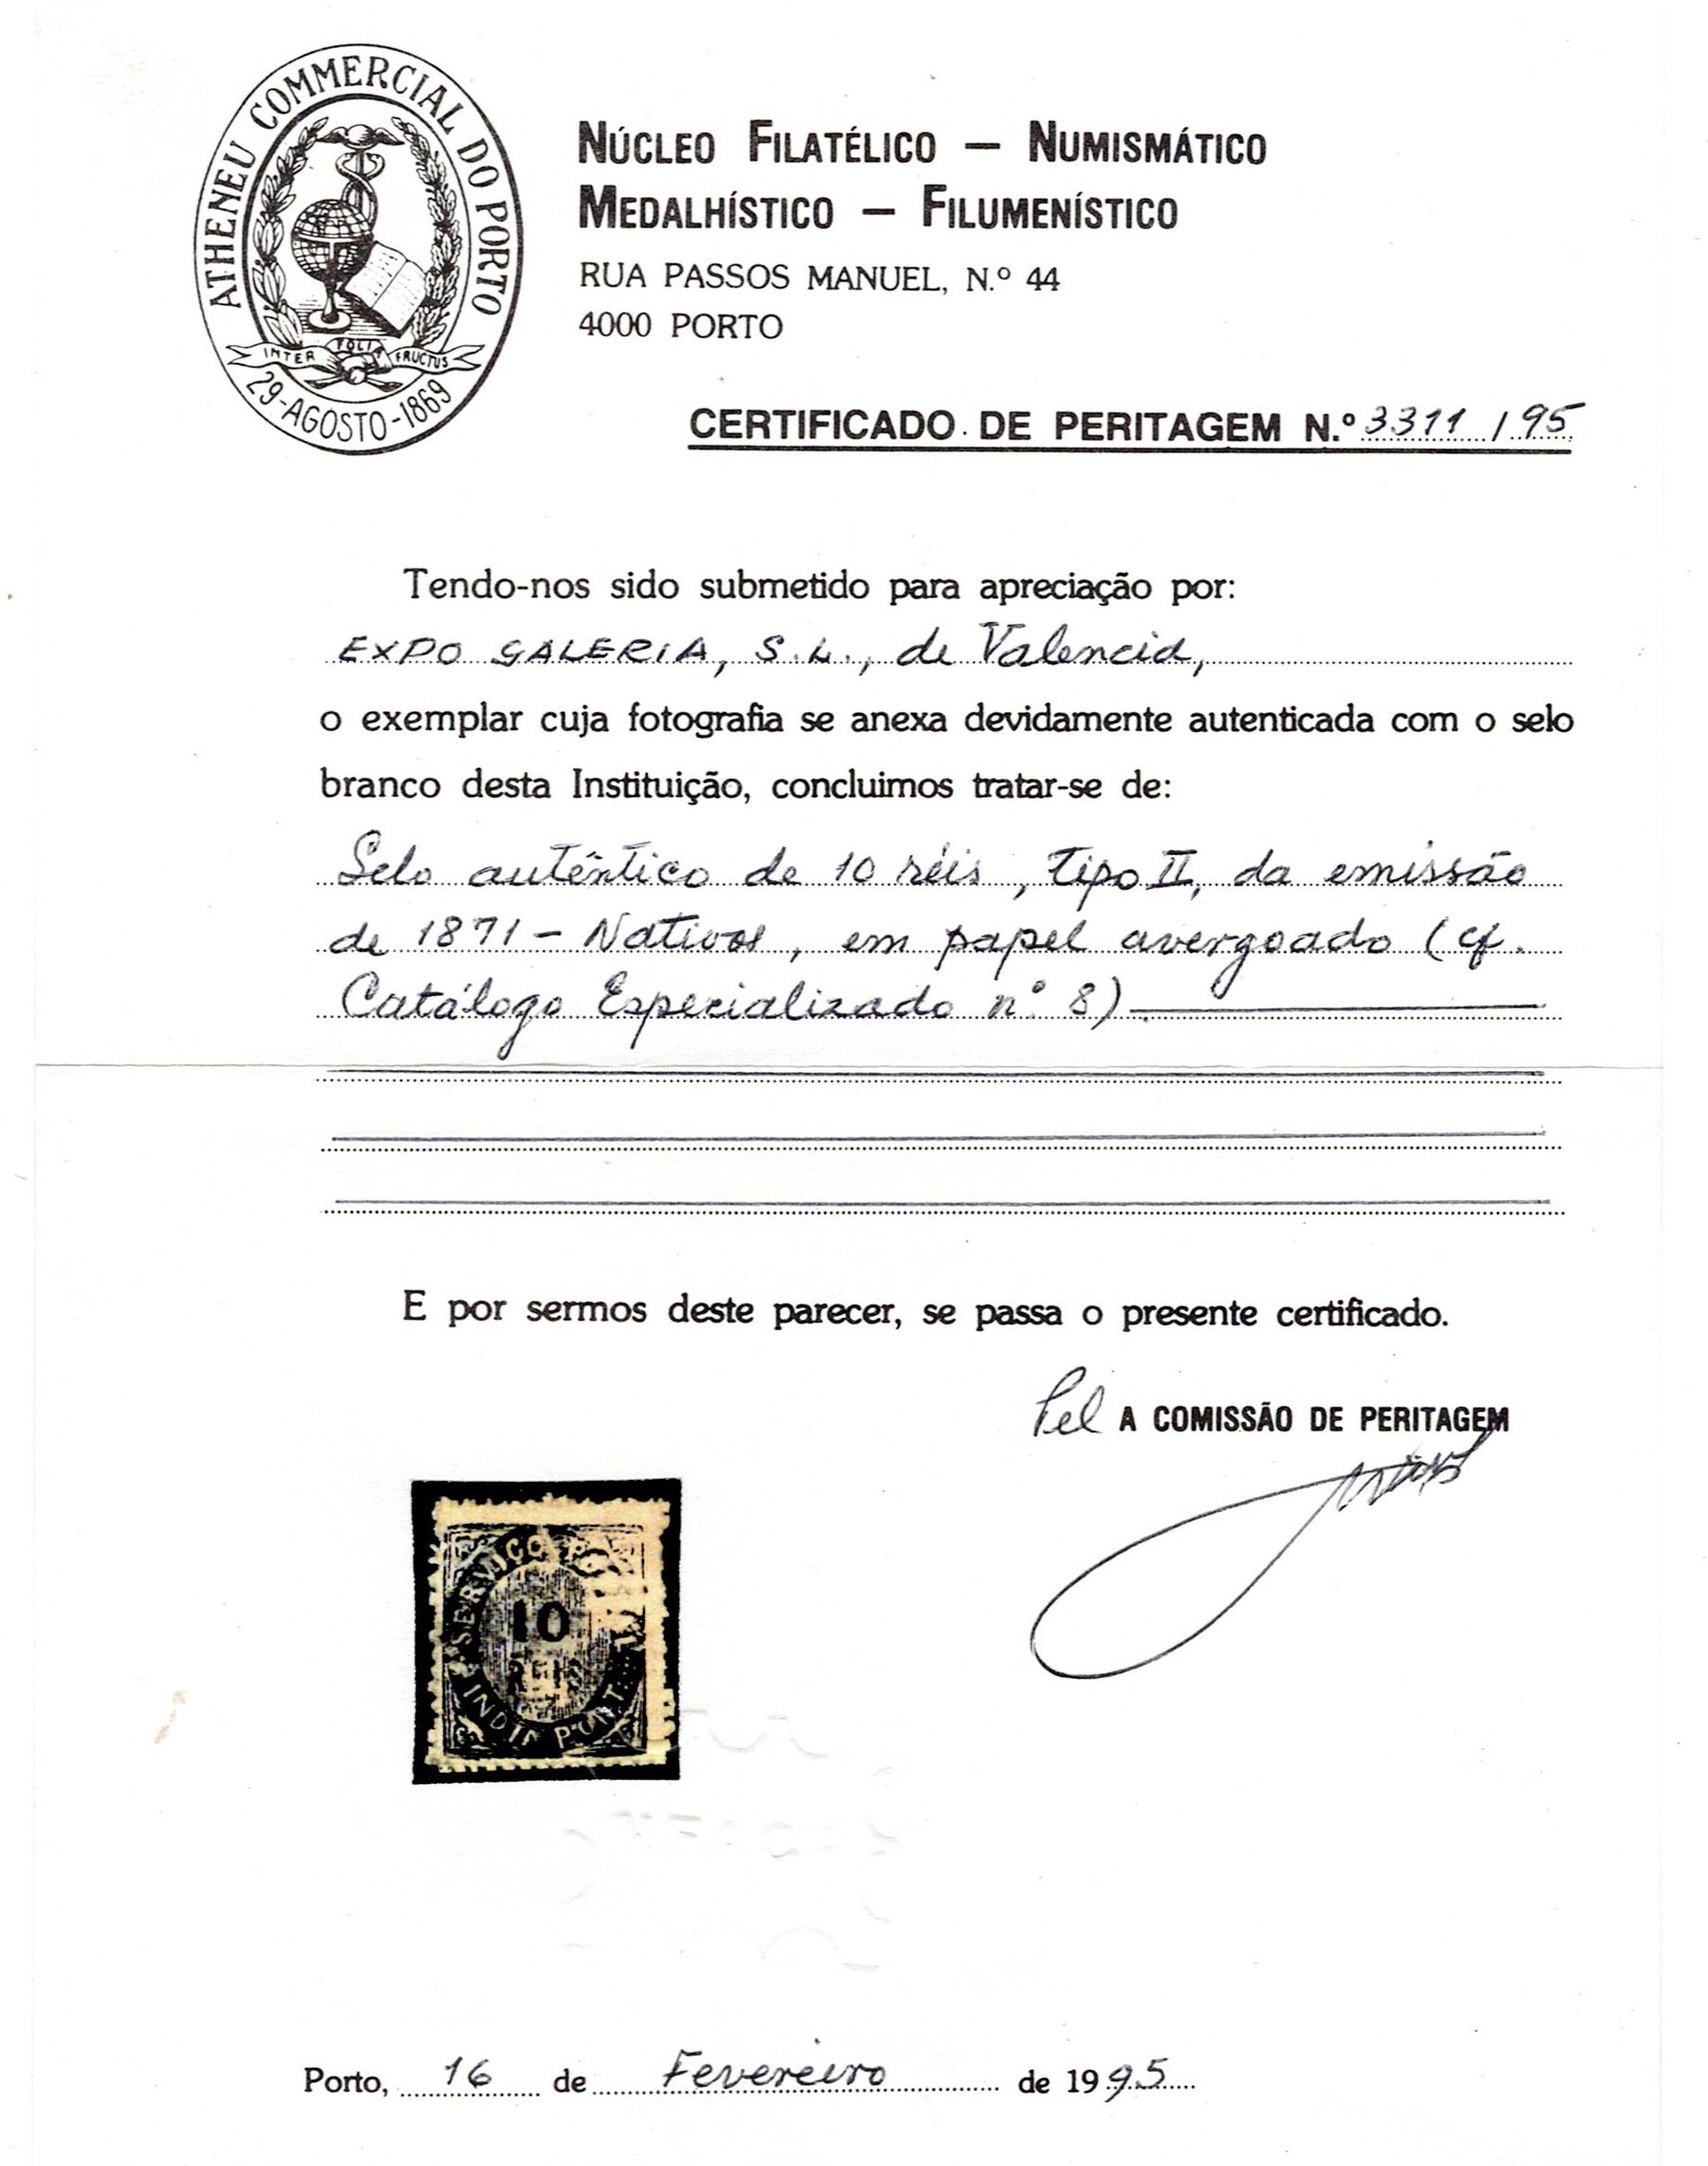 ATHENEU COMMERCIAL DO PORTO
INTER FOLIA FRUCTUS
29-AGOSTO-1869
NÚCLEO FILATÉLICO — NUMISMÁTICO
MEDALHÍSTICO — FILUMENÍSTICO
RUA PASSOS MANUEL, N.º 44
4000 PORTO
CERTIFICADO DE PERITAGEM N.º 3311 / 95
Tendo-nos sido submetido para apreciação por:
EXPO GALERIA, S.L., de Valencia,
o exemplar cuja fotografia se anexa devidamente autenticada com o selo
branco desta Instituição, concluimos tratar-se de:
Selo autêntico de 10 réis, tipo II, da emissão
de 1871 - Nativos, em papel avergoado (cf.
Catálogo Especializado nº 8)
E por sermos deste parecer, se passa o presente certificado.
Pel A COMISSÃO DE PERITAGEM
SERVIÇO
10
REIS
INDIA PORT
Porto, 16 de Fevereiro de 1995